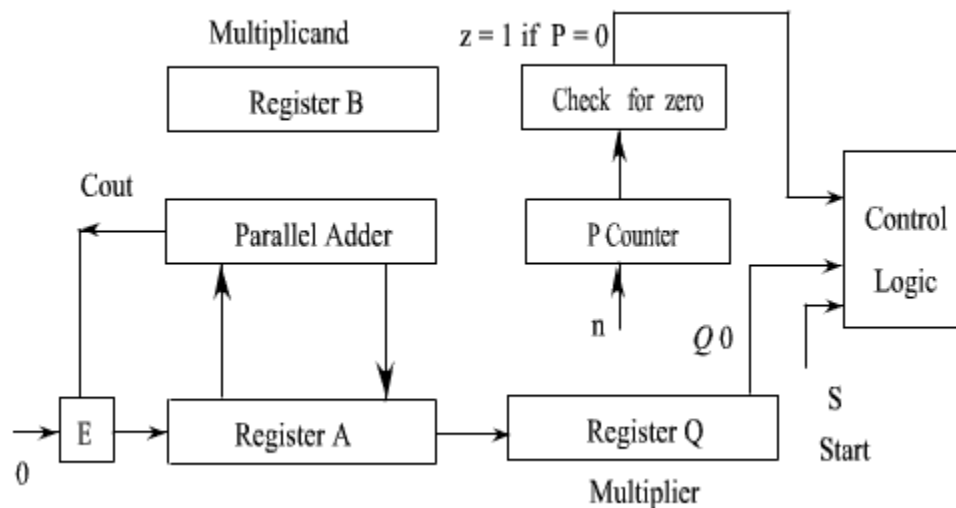 Multiplicand
z = 1 if P = 0
Register B
Check for zero
Cout
Parallel Adder
P Counter
Control
Logic
n
Q 0
S
Start
0
E
Register A
Register Q
Multiplier